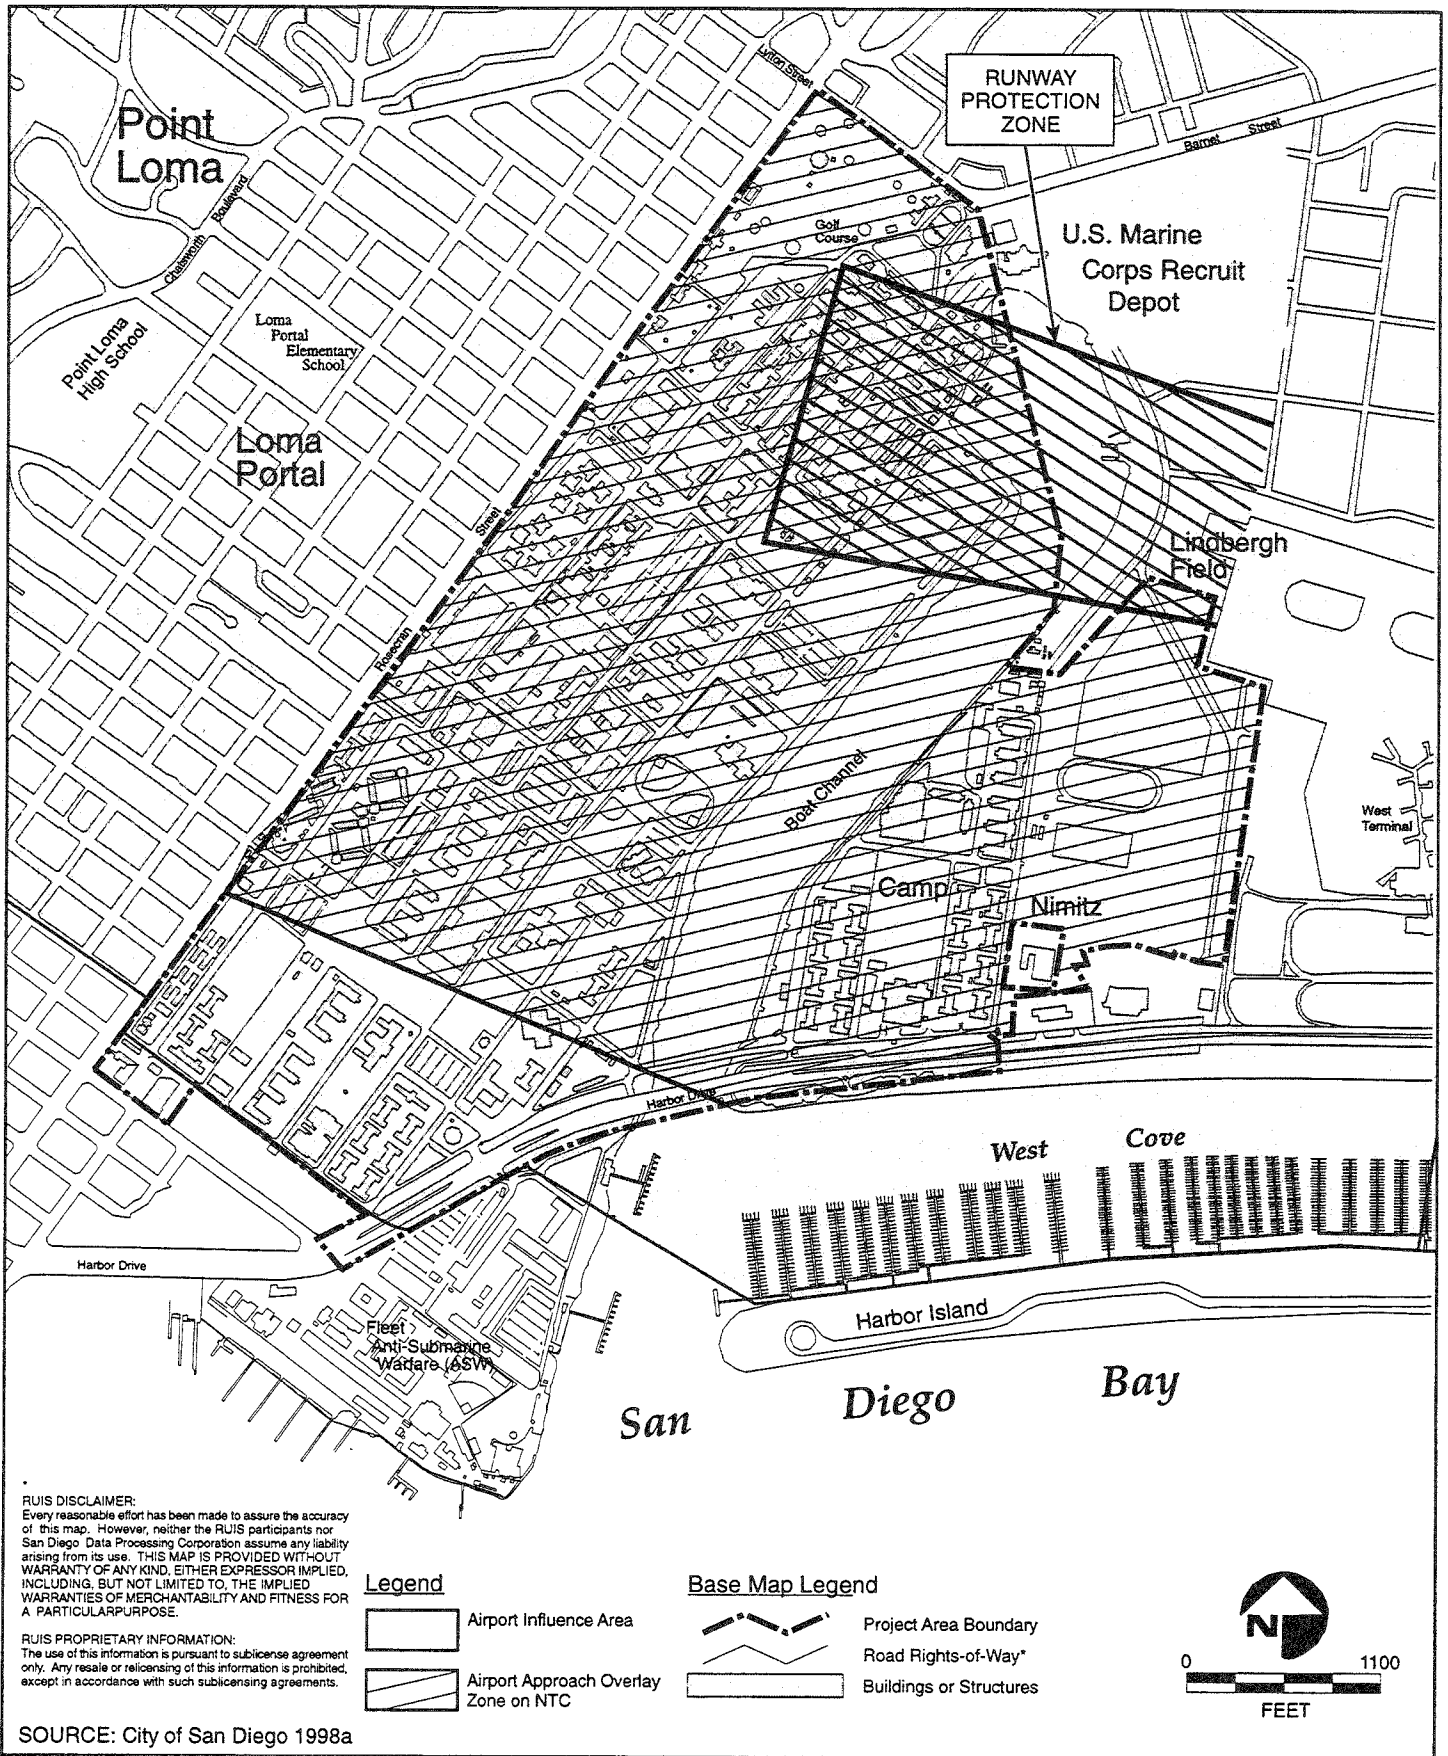 Lytton Street
RUNWAY
PROTECTION
ZONE
Point
Loma
Barnet Street
Chatsworth Boulevard
Golf
Course
U.S. Marine
Corps Recruit
Depot
Loma
Portal
Elementary
School
Point Loma
High School
Loma
Portal
Street
Lindbergh
Field
Rosecran
Boat Channel
West
Terminal
Camp
Nimitz
Harbor Drive
West Cove
Harbor Drive
Harbor Island
Fleet
Anti-Submarine
Warfare (ASW)
San Diego Bay
RUIS DISCLAIMER:
Every reasonable effort has been made to assure the accuracy
of this map. However, neither the RUIS participants nor
San Diego Data Processing Corporation assume any liability
arising from its use. THIS MAP IS PROVIDED WITHOUT
WARRANTY OF ANY KIND, EITHER EXPRESSOR IMPLIED,
INCLUDING, BUT NOT LIMITED TO, THE IMPLIED
WARRANTIES OF MERCHANTABILITY AND FITNESS FOR
A PARTICULARPURPOSE.
RUIS PROPRIETARY INFORMATION:
The use of this information is pursuant to sublicense agreement
only. Any resale or relicensing of this information is prohibited,
except in accordance with such sublicensing agreements.
SOURCE: City of San Diego 1998a
Legend
Airport Influence Area
Airport Approach Overlay
Zone on NTC
Base Map Legend
Project Area Boundary
Road Rights-of-Way*
Buildings or Structures
N
0 1100
FEET